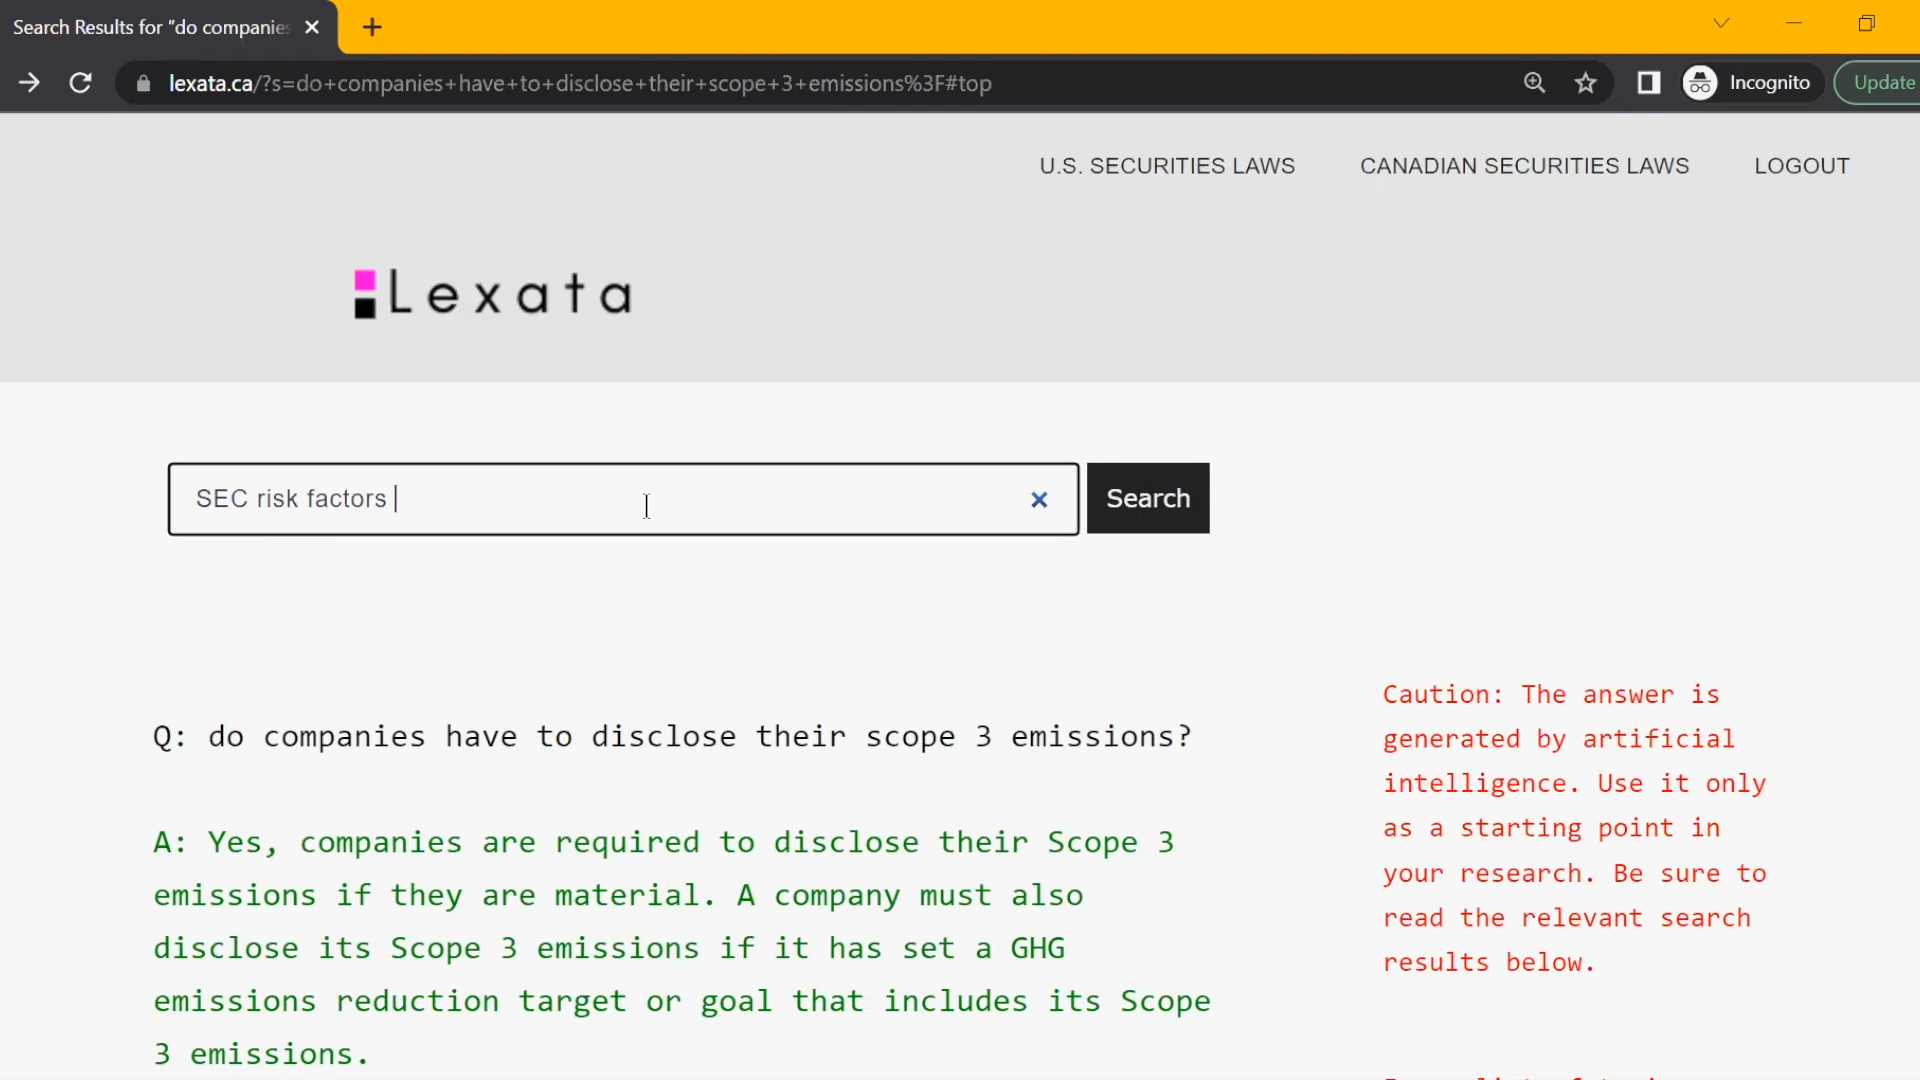 Search Results for "do companie
lexata.ca/?s=do+companies+have+to+disclose+their+scope+3+emissions%3F#top
Incognito
Update
U.S. SECURITIES LAWS
CANADIAN SECURITIES LAWS
LOGOUT
Lexata
SEC risk factors
Search
Q: do companies have to disclose their scope 3 emissions?
A: Yes, companies are required to disclose their Scope 3
emissions if they are material. A company must also
disclose its Scope 3 emissions if it has set a GHG
emissions reduction target or goal that includes its Scope
3 emissions.
Caution: The answer is
generated by artificial
intelligence. Use it only
as a starting point in
your research. Be sure to
read the relevant search
results below.